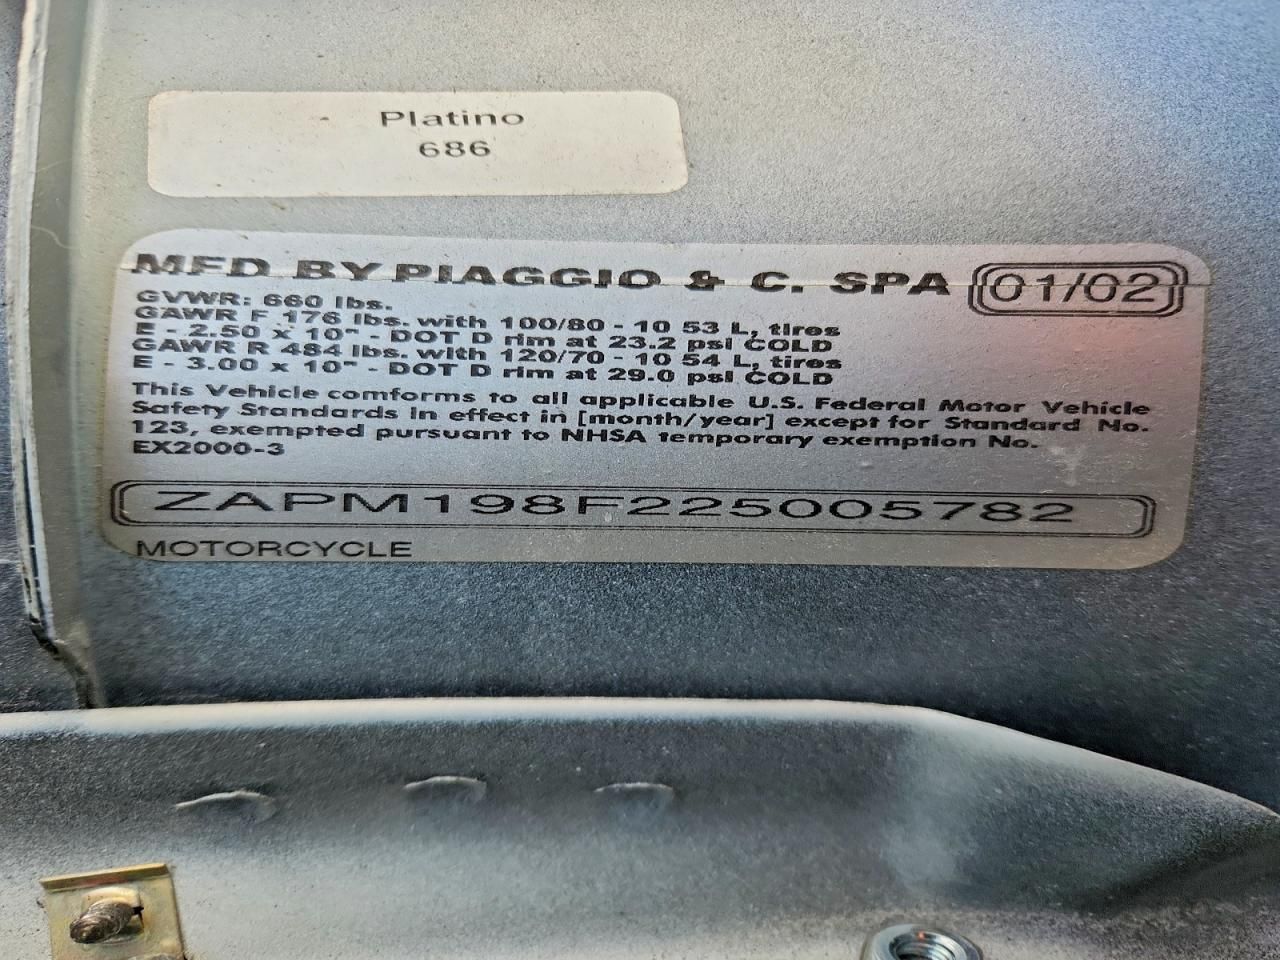 Platino
686
MFD BY PIAGGIO & C. SPA 01/02
GVWR: 660 lbs.
GAWR F 176 lbs. with 100/80 - 10 53 L, tires
E - 2.50 x 10" - DOT D rim at 23.2 psi COLD
GAWR R 484 lbs. with 120/70 - 10 54 L, tires
E - 3.00 x 10" - DOT D rim at 29.0 psi COLD
This Vehicle comforms to all applicable U.S. Federal Motor Vehicle
Safety Standards in effect in [month/year] except for Standard No.
123, exempted pursuant to NHSA temporary exemption No.
EX2000-3
ZAPM198F225005782
MOTORCYCLE